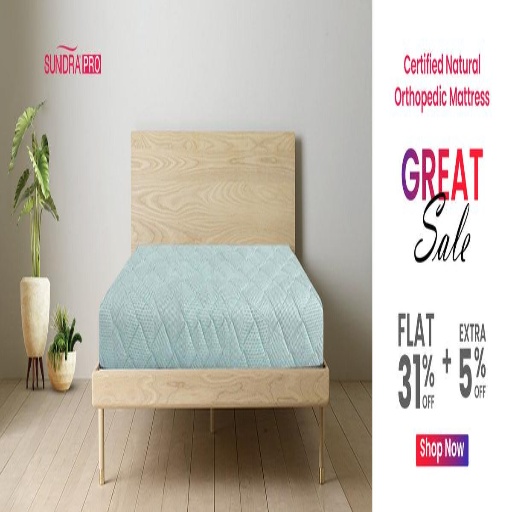 SUNDRA PRO
Certified Natural
Orthopedic Mattress
GREAT
Sale
FLAT
31% OFF
+
EXTRA
5% OFF
Shop Now